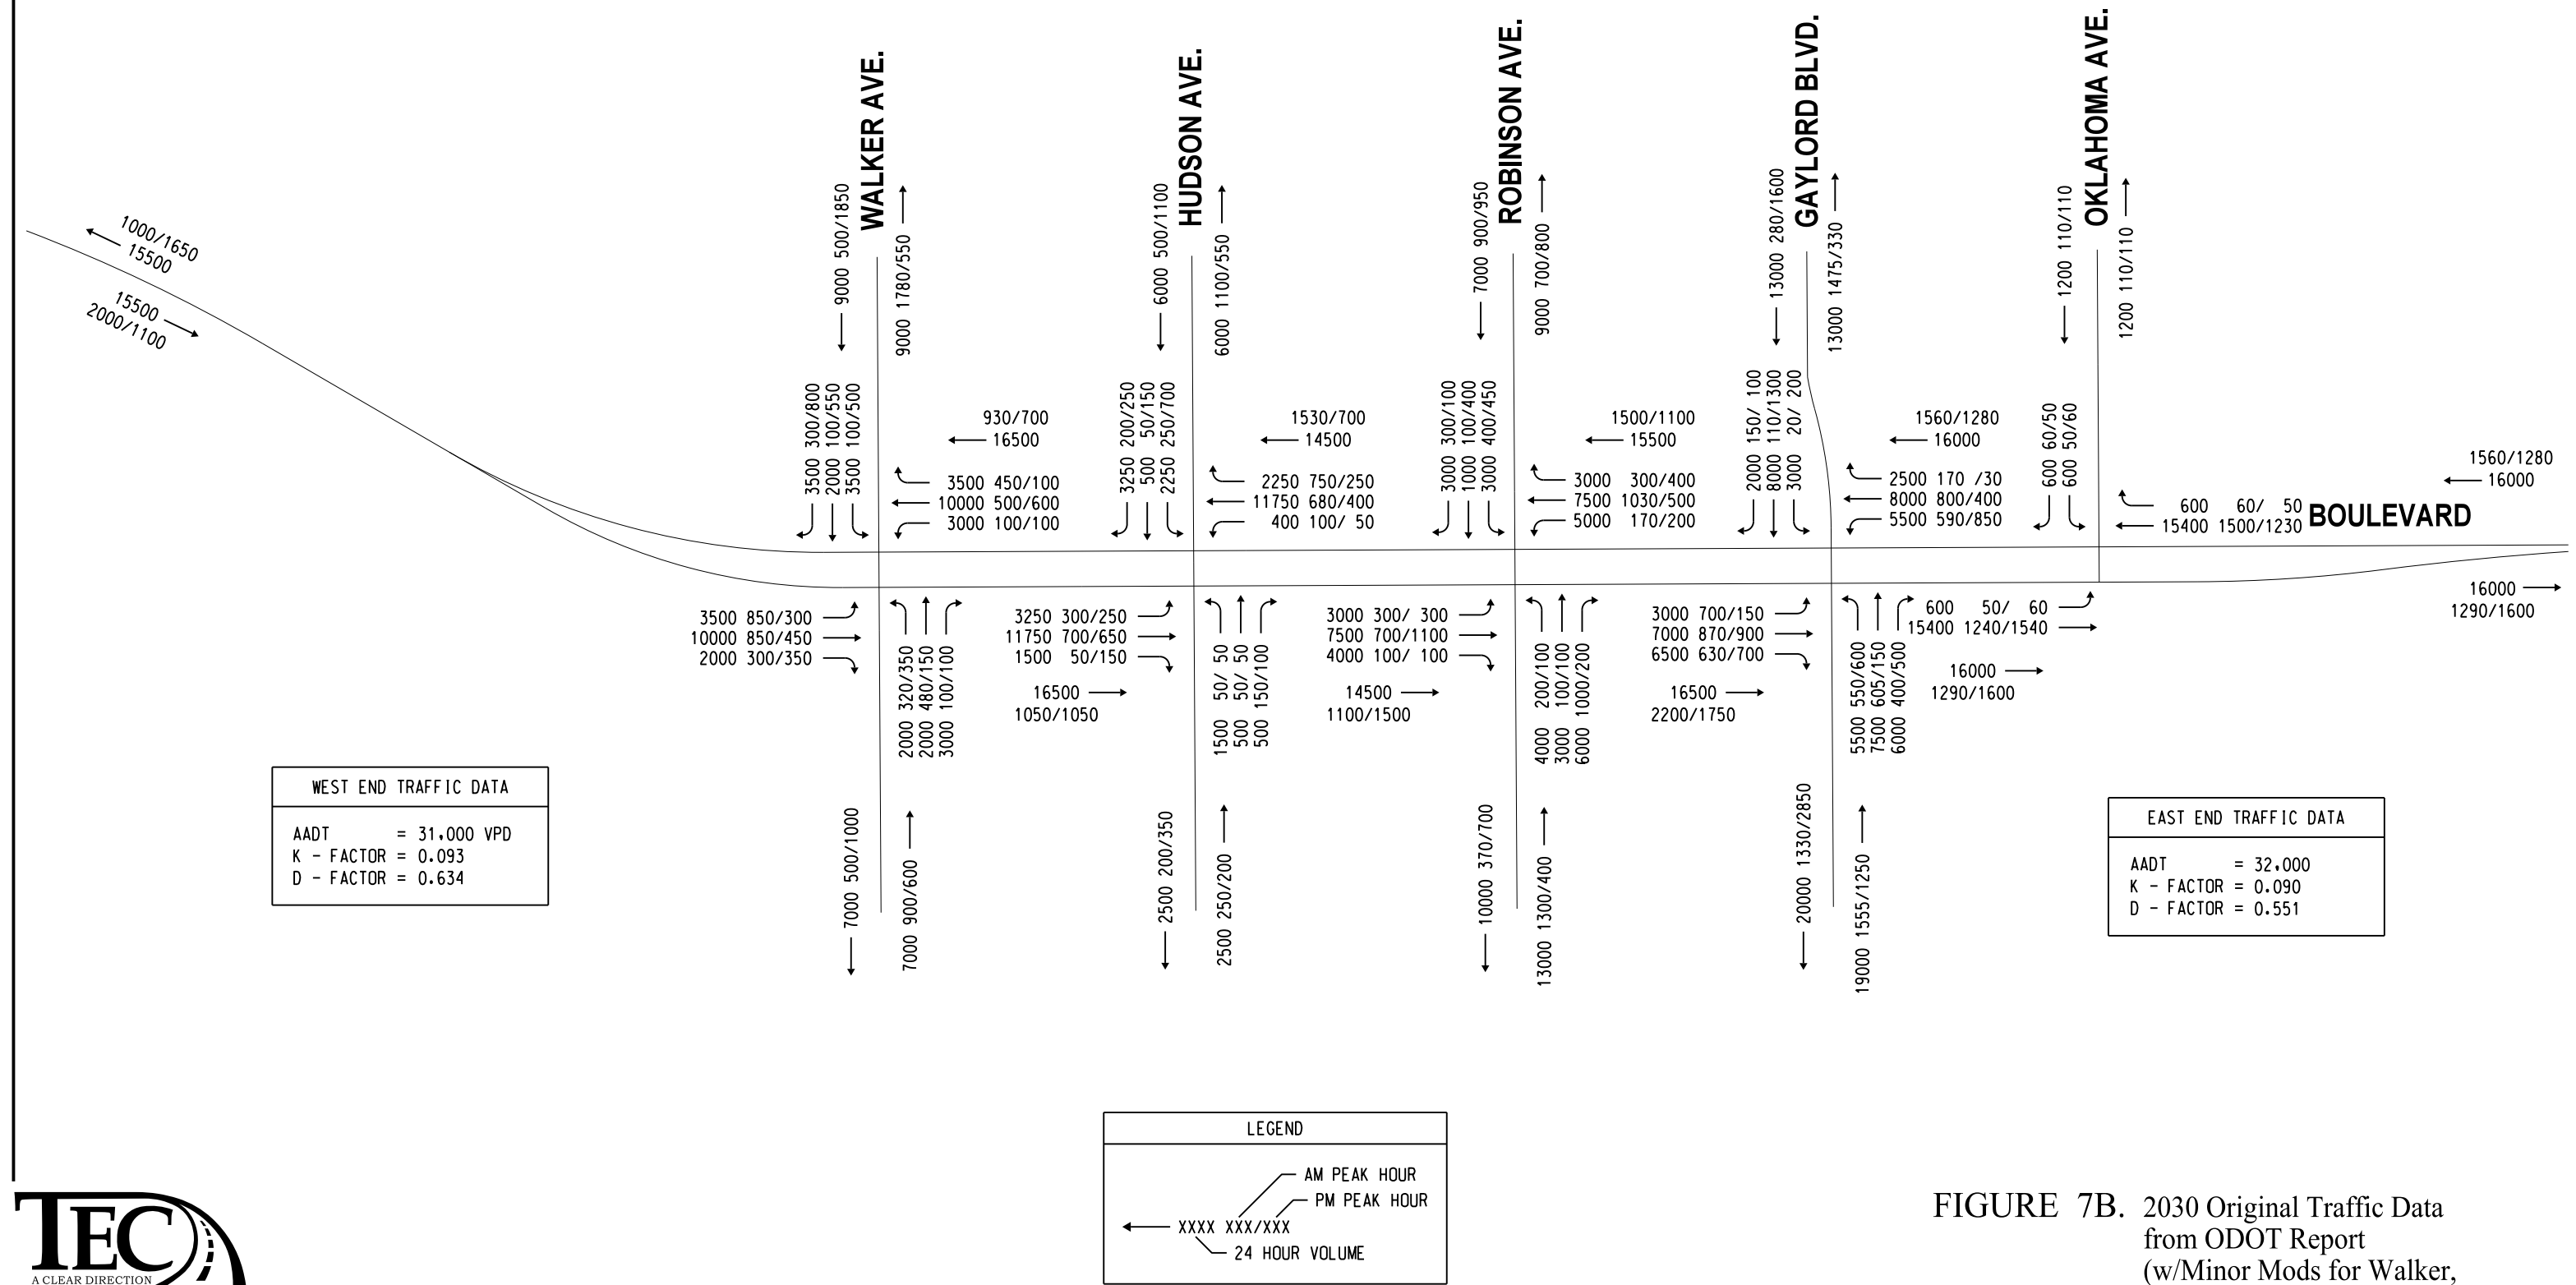 WALKER AVE.
HUDSON AVE.
ROBINSON AVE.
GAYLORD BLVD.
OKLAHOMA AVE.
1000/1650
15500
15500
2000/1100
9000 500/1850
9000 1780/550
6000 500/1100
6000 1100/550
7000 900/950
9000 700/800
13000 280/1600
13000 1475/330
1200 110/110
1200 110/110
3500 300/800
2000 100/550
3500 100/500
930/700
16500
3500 450/100
10000 500/600
3000 100/100
3250 200/250
500 50/150
2250 250/700
1530/700
14500
2250 750/250
11750 680/400
400 100/ 50
3000 300/100
1000 100/400
3000 400/450
1500/1100
15500
3000 300/400
7500 1030/500
5000 170/200
2000 150/ 100
8000 110/1300
3000 20/ 200
1560/1280
16000
2500 170 /30
8000 800/400
5500 590/850
600 60/50
600 50/60
1560/1280
16000
600 60/ 50
15400 1500/1230
BOULEVARD
3500 850/300
10000 850/450
2000 300/350
2000 320/350
2000 480/150
3000 100/100
3250 300/250
11750 700/650
1500 50/150
16500
1050/1050
1500 50/ 50
500 50/ 50
500 150/100
3000 300/ 300
7500 700/1100
4000 100/ 100
14500
1100/1500
4000 200/100
3000 100/100
6000 1000/200
3000 700/150
7000 870/900
6500 630/700
16500
2200/1750
5500 550/600
7500 605/150
6000 400/500
600 50/ 60
15400 1240/1540
16000
1290/1600
16000
1290/1600
7000 500/1000
7000 900/600
2500 200/350
2500 250/200
10000 370/700
13000 1300/400
20000 1330/2850
19000 1555/1250
WEST END TRAFFIC DATA
AADT = 31,000 VPD
K - FACTOR = 0.093
D - FACTOR = 0.634
EAST END TRAFFIC DATA
AADT = 32,000
K - FACTOR = 0.090
D - FACTOR = 0.551
LEGEND
AM PEAK HOUR
PM PEAK HOUR
XXXX XXX/XXX
24 HOUR VOLUME
TEC
A CLEAR DIRECTION
FIGURE 7B. 2030 Original Traffic Data
from ODOT Report
(w/Minor Mods for Walker,